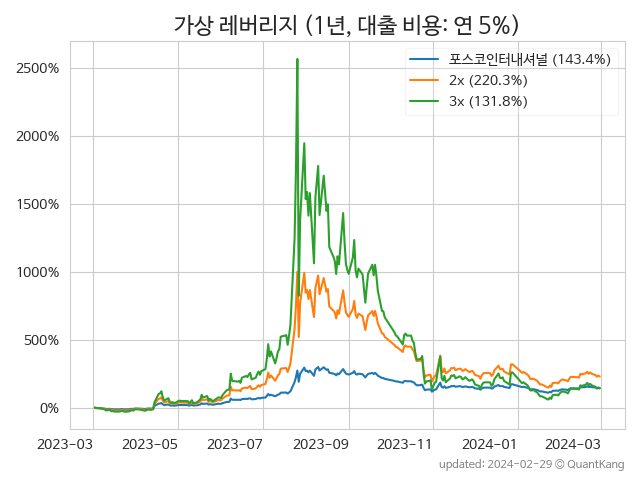 가상 레버리지 (1년, 대출 비용: 연 5%)
포스코인터내셔널 (143.4%)
2x (220.3%)
3x (131.8%)
2500%
2000%
1500%
1000%
500%
0%
2023-03 2023-05 2023-07 2023-09 2023-11 2024-01 2024-03
updated: 2024-02-29 © QuantKang